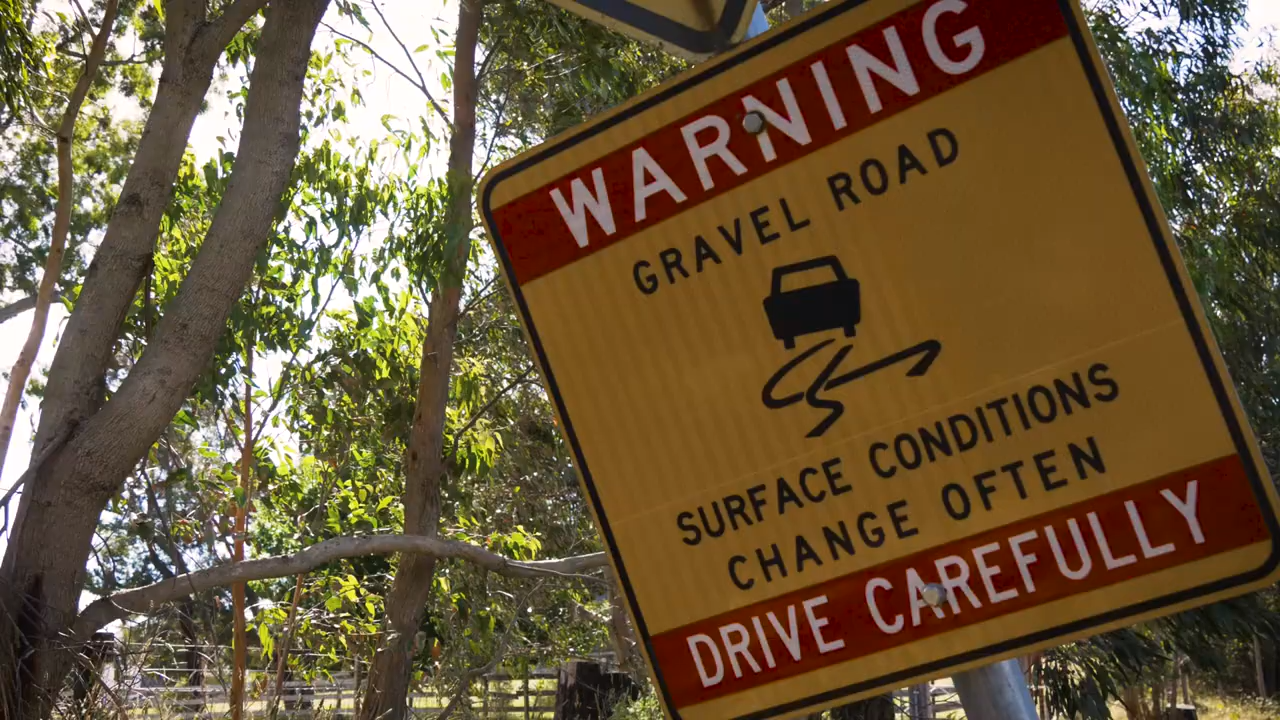 WARNING
GRAVEL ROAD
SURFACE CONDITIONS
CHANGE OFTEN
DRIVE CAREFULLY